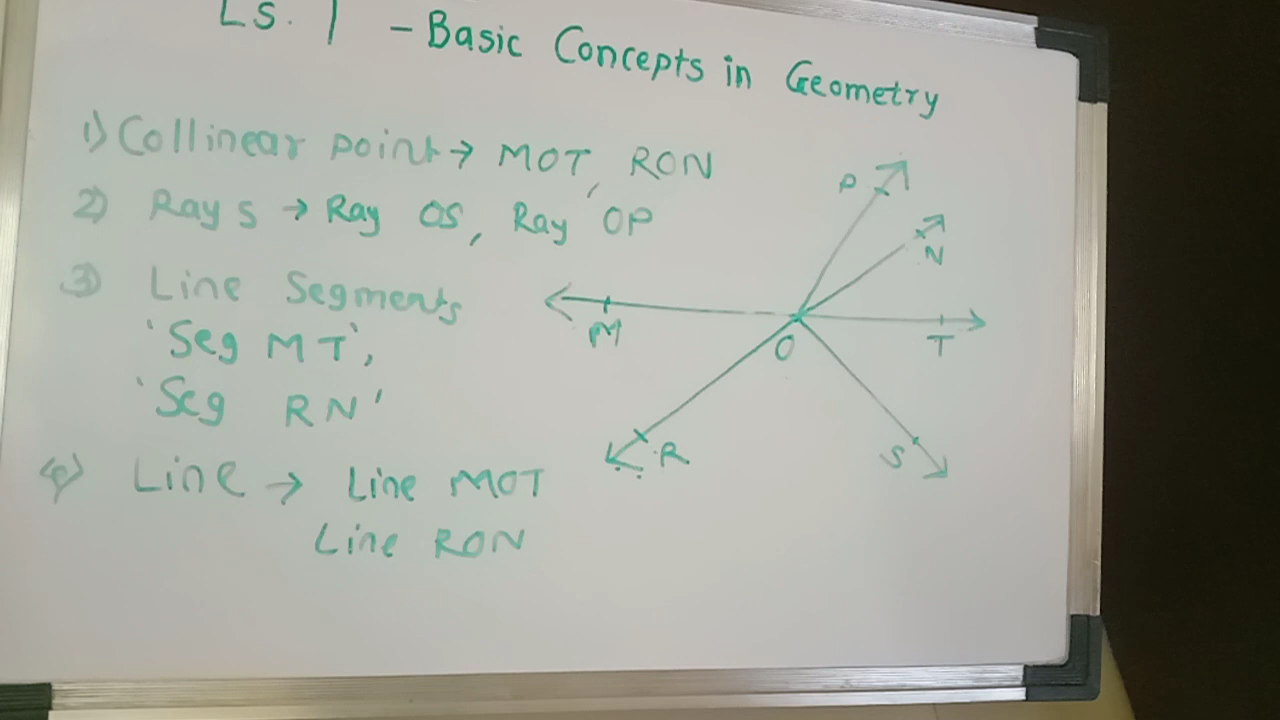 Ls. 1 - Basic Concepts in Geometry
1) Collinear point → MOT, RON
2) Rays → Ray OS, Ray OP
3) Line Segments
'Seg MT',
'Seg RN'
4) Line → Line MOT
Line RON
P
N
M
O
T
R
S